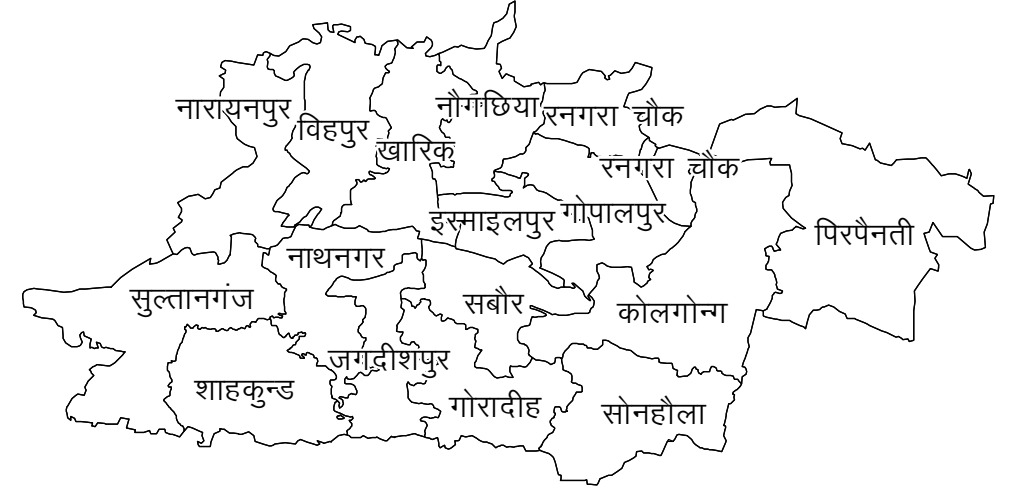 नारायनपुर
विहपुर
खारिक
नौगछिया
रनगरा चौक
रनगरा चौक
इस्माइलपुर
गोपालपुर
पिरपैनती
नाथनगर
सुल्तानगंज
सबौर
कोलगोन्ग
जगदीशपुर
शाहकुन्ड
गोरादीह
सोनहौला